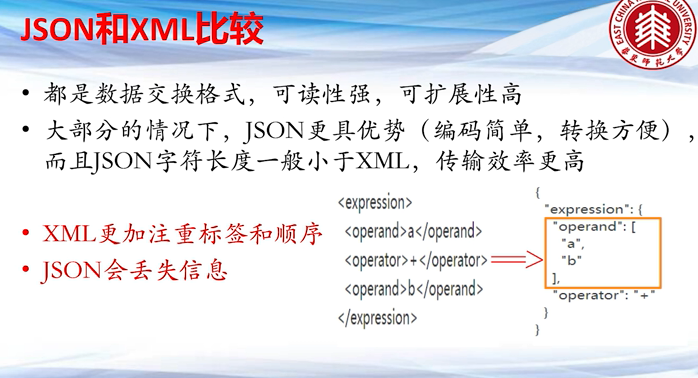 JSON和XML比较
EAST CHINA NORMAL UNIVERSITY
华东师范大学
• 都是数据交换格式，可读性强，可扩展性高
• 大部分的情况下，JSON更具优势（编码简单，转换方便），
而且JSON字符长度一般小于XML，传输效率更高
• XML更加注重标签和顺序
• JSON会丢失信息
<expression>
<operand>a</operand>
<operator>+</operator>
<operand>b</operand>
</expression>
{
"expression": {
"operand": [
"a",
"b"
],
"operator": "+"
}
}